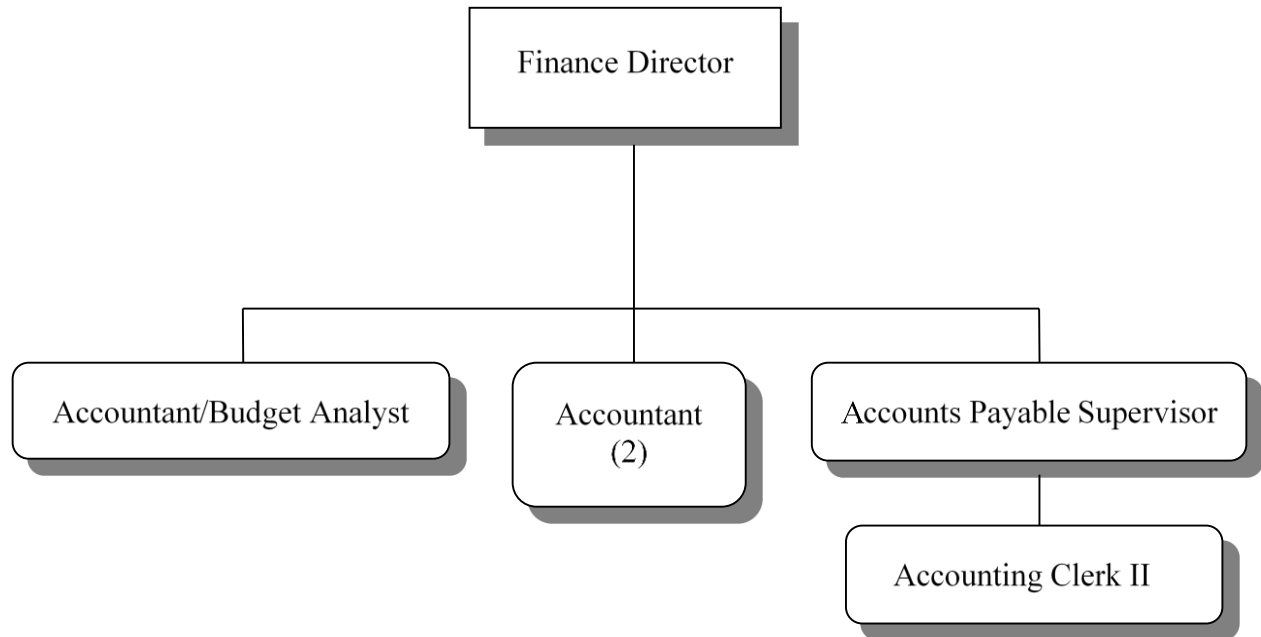 Finance Director
Accountant/Budget Analyst
Accountant
(2)
Accounts Payable Supervisor
Accounting Clerk II